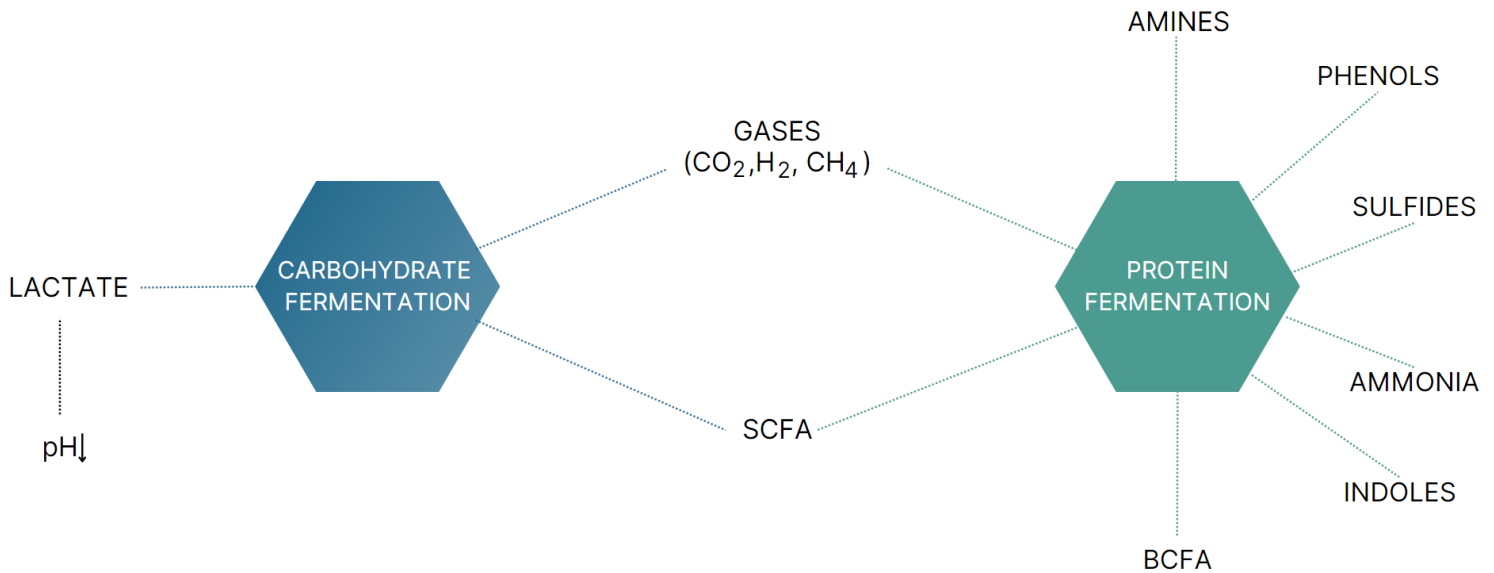 AMINES
PHENOLS
GASES
(CO₂,H₂, CH₄)
SULFIDES
CARBOHYDRATE
FERMENTATION
PROTEIN
FERMENTATION
LACTATE
AMMONIA
SCFA
pH↓
INDOLES
BCFA